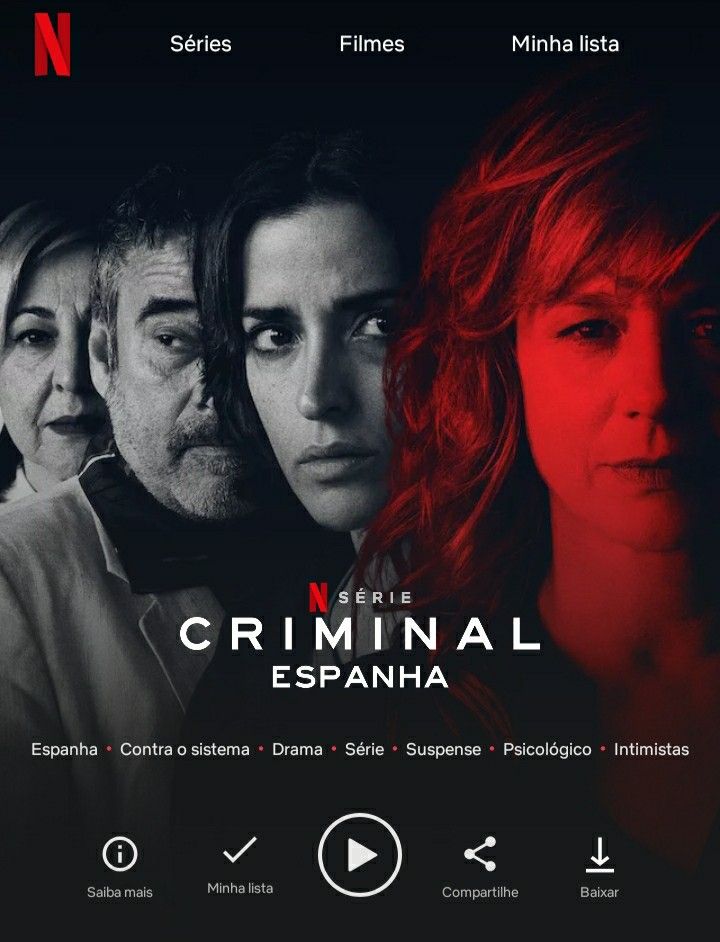 N Séries Filmes Minha lista
N SÉRIE
CRIMINAL
ESPANHA
Espanha • Contra o sistema • Drama • Série • Suspense • Psicológico • Intimistas
Saiba mais Minha lista Compartilhe Baixar